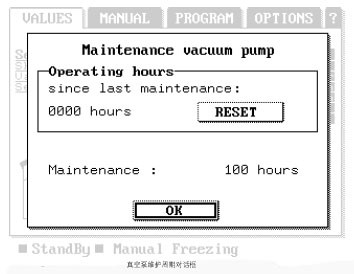 VALUES MANUAL PROGRAM OPTIONS ?
Maintenance vacuum pump
Operating hours
since last maintenance:
0000 hours RESET
Maintenance : 100 hours
OK
StandBy Manual Freezing
真空泵维护周期对话框